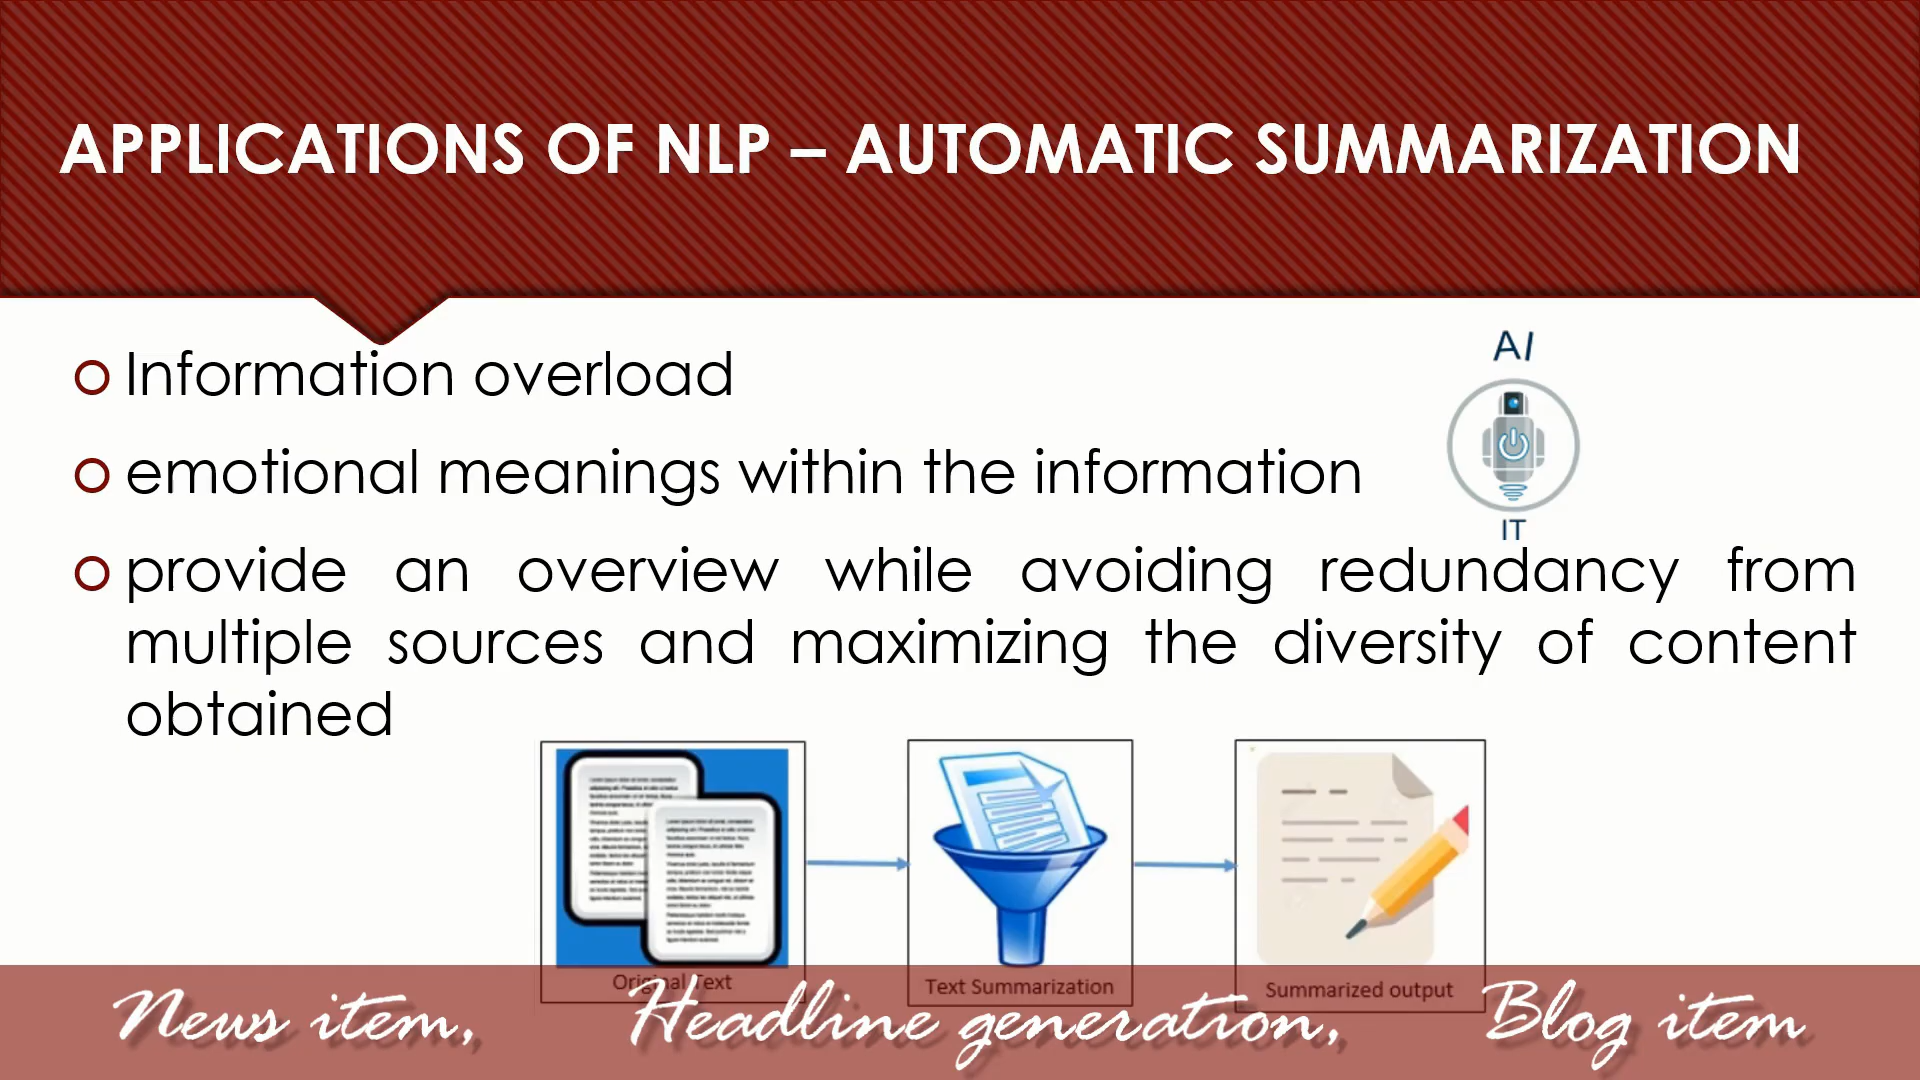 APPLICATIONS OF NLP – AUTOMATIC SUMMARIZATION
Information overload
emotional meanings within the information
provide an overview while avoiding redundancy from
multiple sources and maximizing the diversity of content
obtained
AI
IT
Original Text
Text Summarization
Summarized output
News item, Headline generation, Blog item